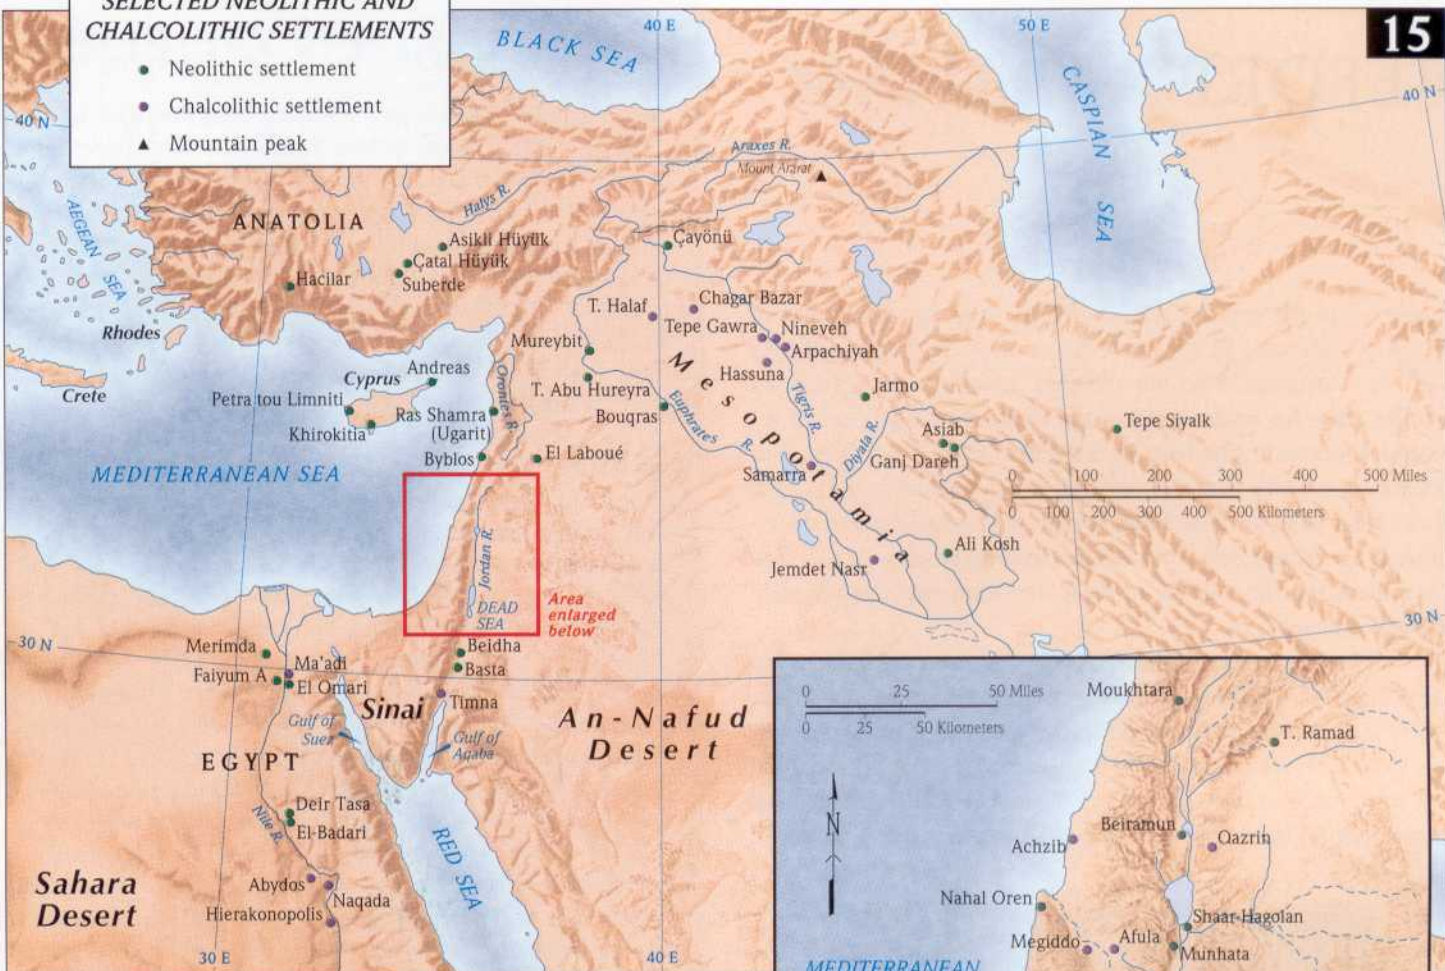 SELECTED NEOLITHIC AND
CHALCOLITHIC SETTLEMENTS
Neolithic settlement
Chalcolithic settlement
Mountain peak
15
40 E
50 E
BLACK SEA
CASPIAN
SEA
40 N
40 N
Araxes R.
Mount Ararat
Halys R.
ANATOLIA
AEGEAN
SEA
Asikli Hüyük
Çatal Hüyük
Suberde
Hacilar
Çayönü
Rhodes
Crete
T. Halaf
Chagar Bazar
Tepe Gawra
Nineveh
Arpachiyah
Hassuna
Mureybit
T. Abu Hureyra
Bouqras
Mesopotamia
Tigris R.
Euphrates R.
Diyala R.
Jarmo
Asiab
Ganj Dareh
Tepe Siyalk
Samarra
Ali Kosh
Jemdet Nasr
Andreas
Cyprus
Petra tou Limniti
Khirokitia
Ras Shamra
(Ugarit)
Orontes R.
Byblos
El Laboué
MEDITERRANEAN SEA
0 100 200 300 400 500 Miles
0 100 200 300 400 500 Kilometers
Jordan R.
DEAD
SEA
Area
enlarged
below
30 N
30 N
Merimda
Faiyum A
Ma'adi
El Omari
Beidha
Basta
Timna
Sinai
Gulf of
Suez
Gulf of
Aqaba
An-Nafud
Desert
EGYPT
Nile R.
Deir Tasa
El-Badari
RED SEA
Abydos
Naqada
Hierakonopolis
Sahara
Desert
30 E
40 E
0 25 50 Miles
0 25 50 Kilometers
N
Moukhtara
T. Ramad
Beiramun
Qazrin
Achzib
Nahal Oren
Shaar-Hagolan
Megiddo
Afula
Munhata
MEDITERRANEAN